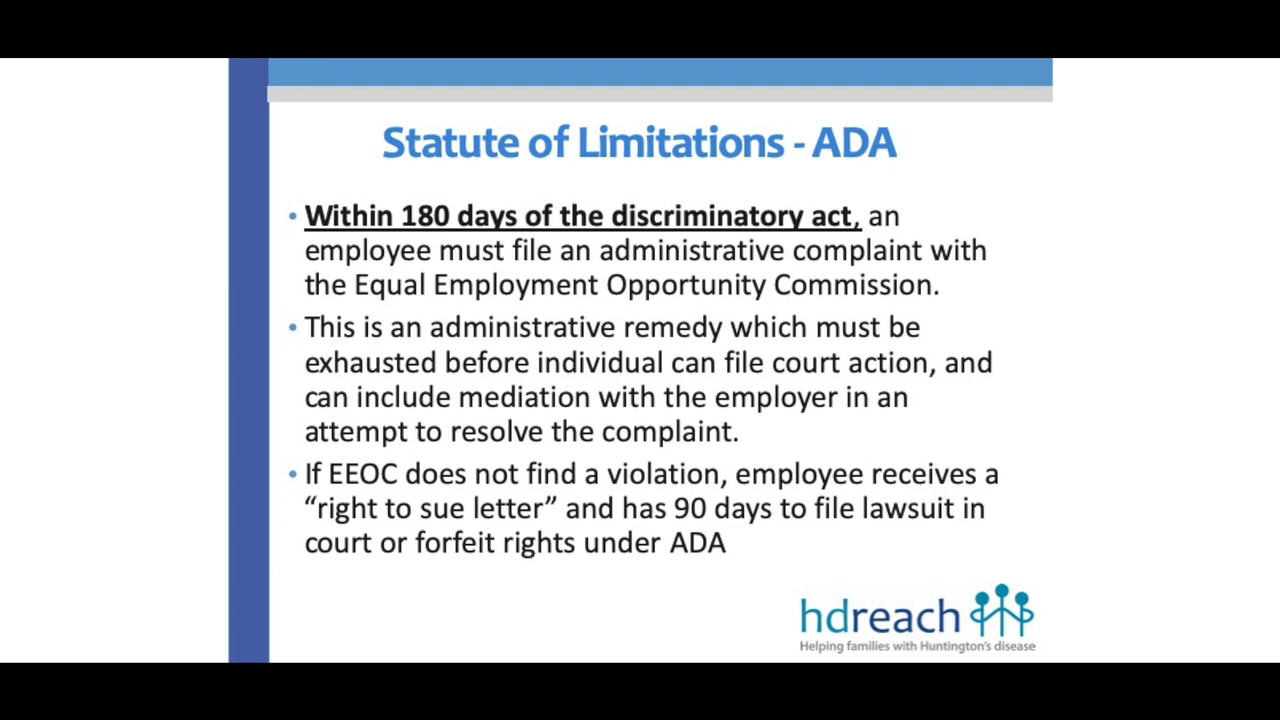 Statute of Limitations - ADA
• Within 180 days of the discriminatory act, an
employee must file an administrative complaint with
the Equal Employment Opportunity Commission.
• This is an administrative remedy which must be
exhausted before individual can file court action, and
can include mediation with the employer in an
attempt to resolve the complaint.
• If EEOC does not find a violation, employee receives a
“right to sue letter” and has 90 days to file lawsuit in
court or forfeit rights under ADA
hdreach
Helping families with Huntington's disease